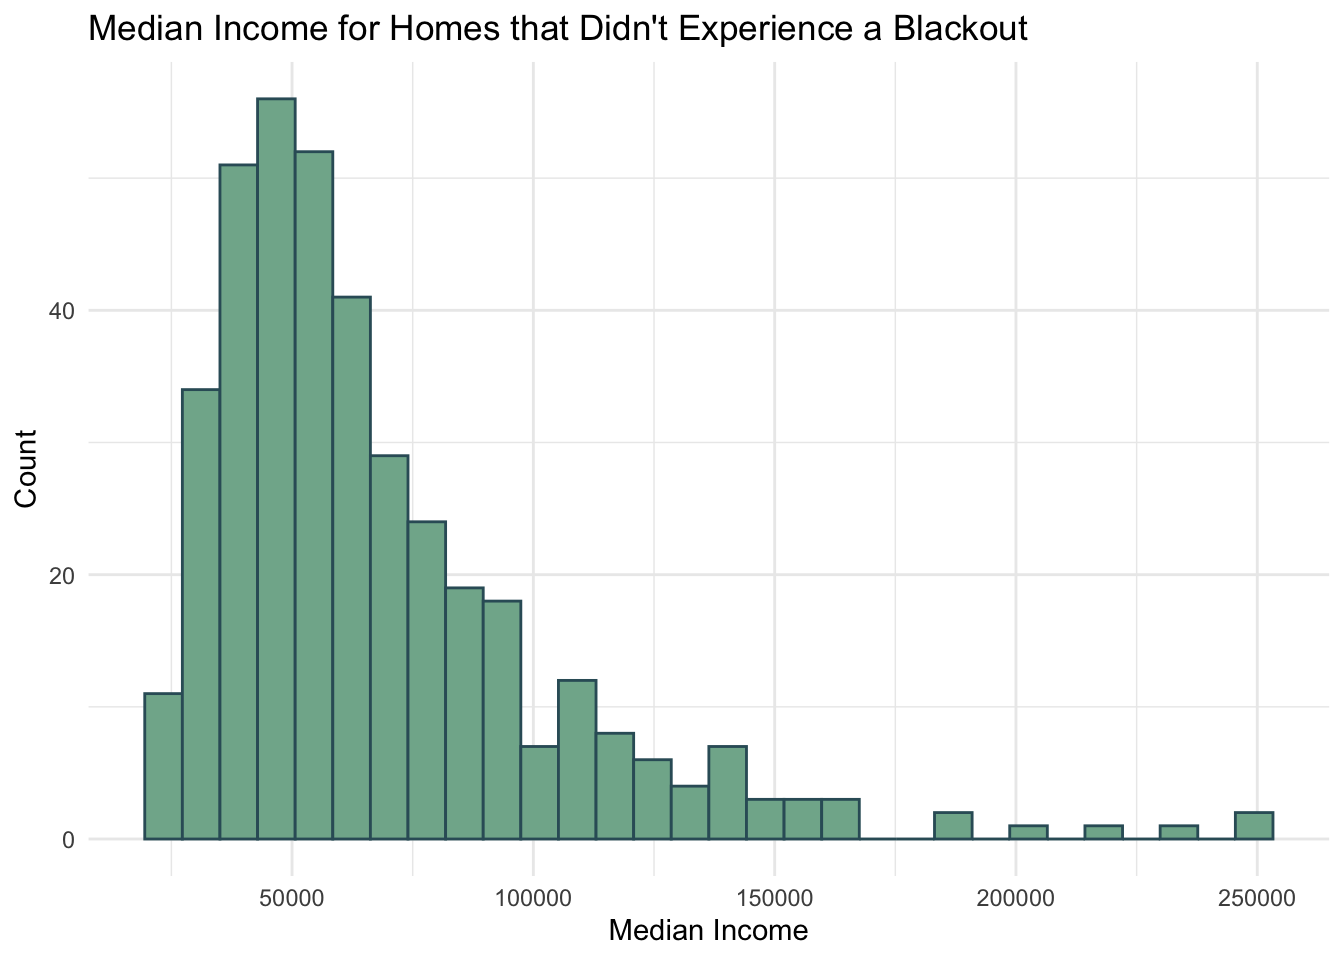 Median Income for Homes that Didn't Experience a Blackout
Count
40
20
0
50000 100000 150000 200000 250000
Median Income